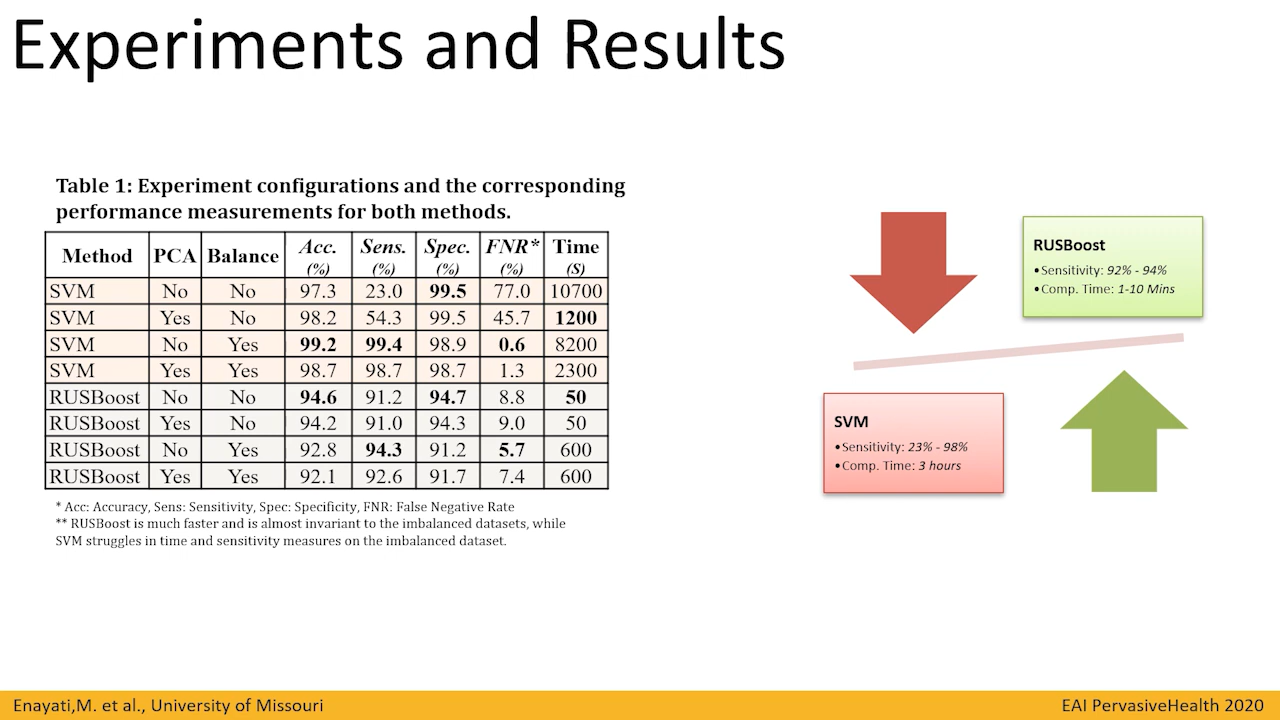 Experiments and Results
Table 1: Experiment configurations and the corresponding
performance measurements for both methods.
Method PCA Balance Acc. (%) Sens. (%) Spec. (%) FNR* (%) Time (S)
SVM No No 97.3 23.0 99.5 77.0 10700
SVM Yes No 98.2 54.3 99.5 45.7 1200
SVM No Yes 99.2 99.4 98.9 0.6 8200
SVM Yes Yes 98.7 98.7 98.7 1.3 2300
RUSBoost No No 94.6 91.2 94.7 8.8 50
RUSBoost Yes No 94.2 91.0 94.3 9.0 50
RUSBoost No Yes 92.8 94.3 91.2 5.7 600
RUSBoost Yes Yes 92.1 92.6 91.7 7.4 600
* Acc: Accuracy, Sens: Sensitivity, Spec: Specificity, FNR: False Negative Rate
** RUSBoost is much faster and is almost invariant to the imbalanced datasets, while
SVM struggles in time and sensitivity measures on the imbalanced dataset.
RUSBoost
•Sensitivity: 92% - 94%
•Comp. Time: 1-10 Mins
SVM
•Sensitivity: 23% - 98%
•Comp. Time: 3 hours
Enayati,M. et al., University of Missouri
EAI PervasiveHealth 2020